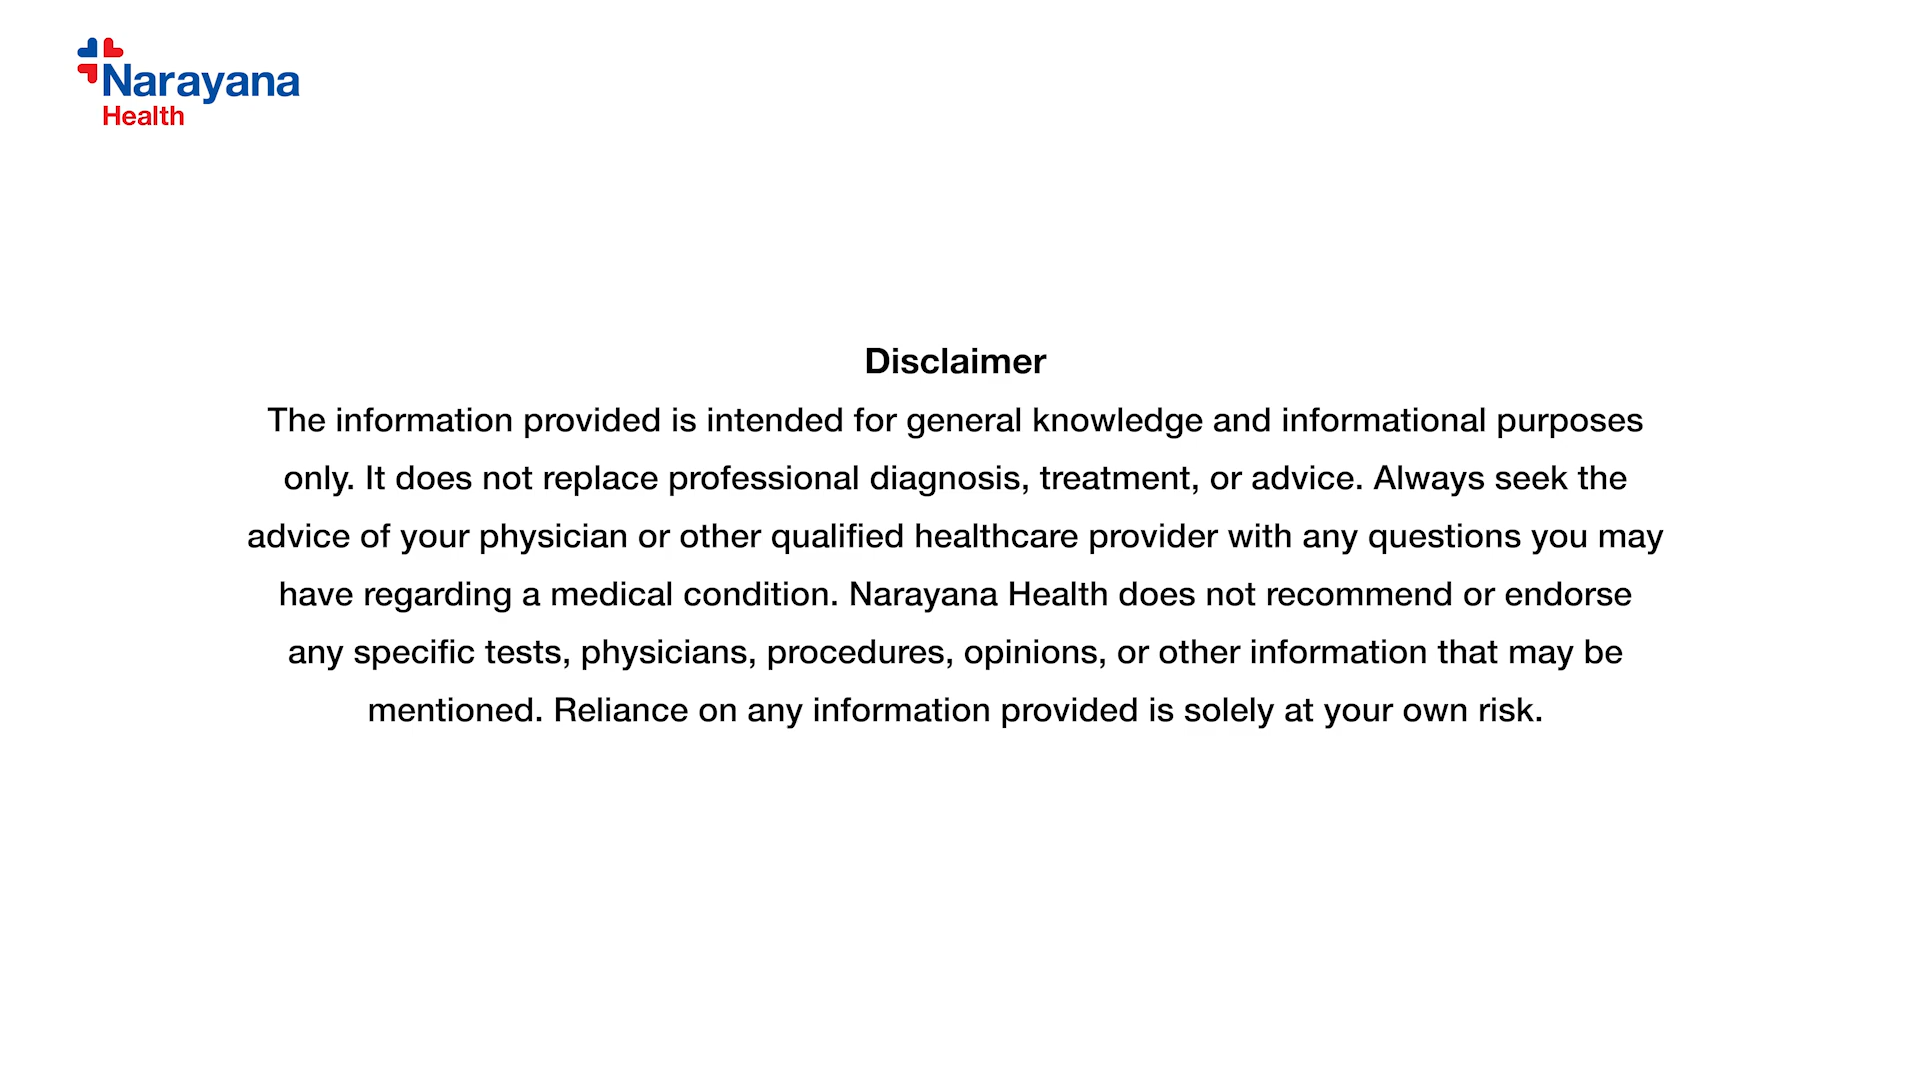 Narayana
Health
Disclaimer
The information provided is intended for general knowledge and informational purposes
only. It does not replace professional diagnosis, treatment, or advice. Always seek the
advice of your physician or other qualified healthcare provider with any questions you may
have regarding a medical condition. Narayana Health does not recommend or endorse
any specific tests, physicians, procedures, opinions, or other information that may be
mentioned. Reliance on any information provided is solely at your own risk.